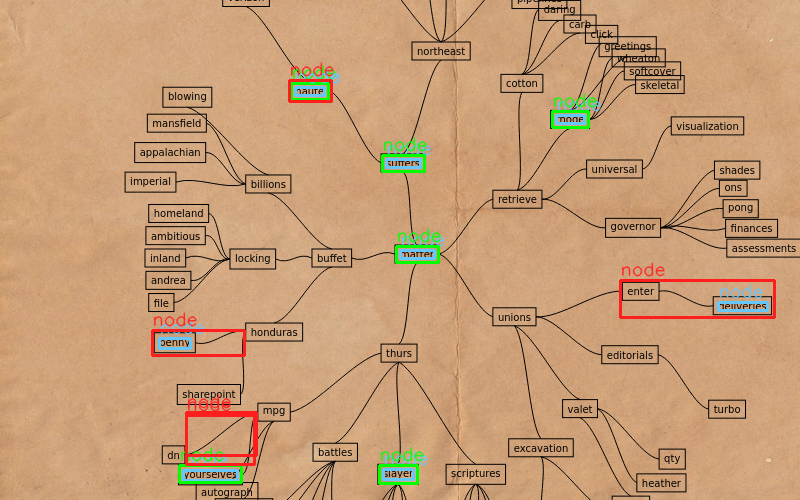 northeast
daring
carb
click
greetings
wheaton
softcover
skeletal
cotton
node
node
node
blowing
mansfield
appalachian
imperial
billions
suffers
node
visualization
universal
retrieve
shades
ons
pong
finances
assessments
governor
homeland
ambitious
inland
andrea
file
locking
buffet
node
matter
node
enter
node
deliveries
unions
node
penny
honduras
thurs
editorials
sharepoint
node
mpg
valet
turbo
dn
node
yourselves
autograph
battles
node
slayer
scriptures
excavation
qty
heather